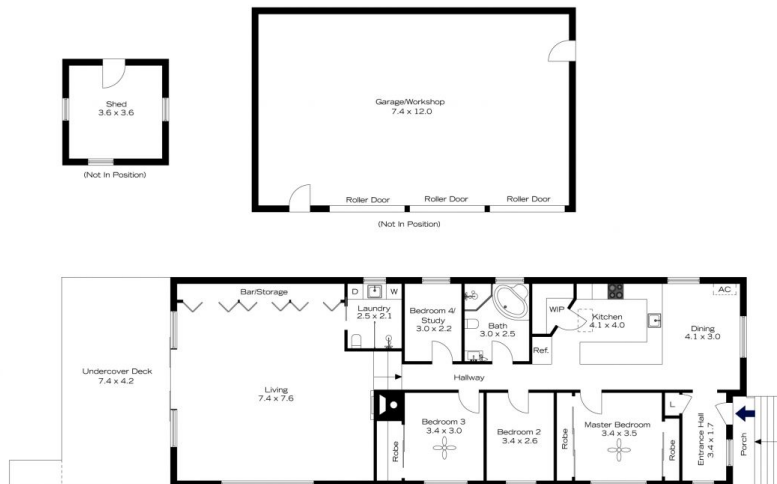 Shed
3.6 x 3.6
(Not In Position)
Garage/Workshop
7.4 x 12.0
Roller Door
Roller Door
Roller Door
(Not In Position)
Undercover Deck
7.4 x 4.2
Bar/Storage
Living
7.4 x 7.6
D
W
Laundry
2.5 x 2.1
Bedroom 4/
Study
3.0 x 2.2
Bath
3.0 x 2.5
WIP
Ref.
Kitchen
4.1 x 4.0
AC
Dining
4.1 x 3.0
Hallway
Robe
Bedroom 3
3.4 x 3.0
Bedroom 2
3.4 x 2.6
Robe
Master Bedroom
3.4 x 3.5
Robe
L
Entrance Hall
3.4 x 1.7
Porch